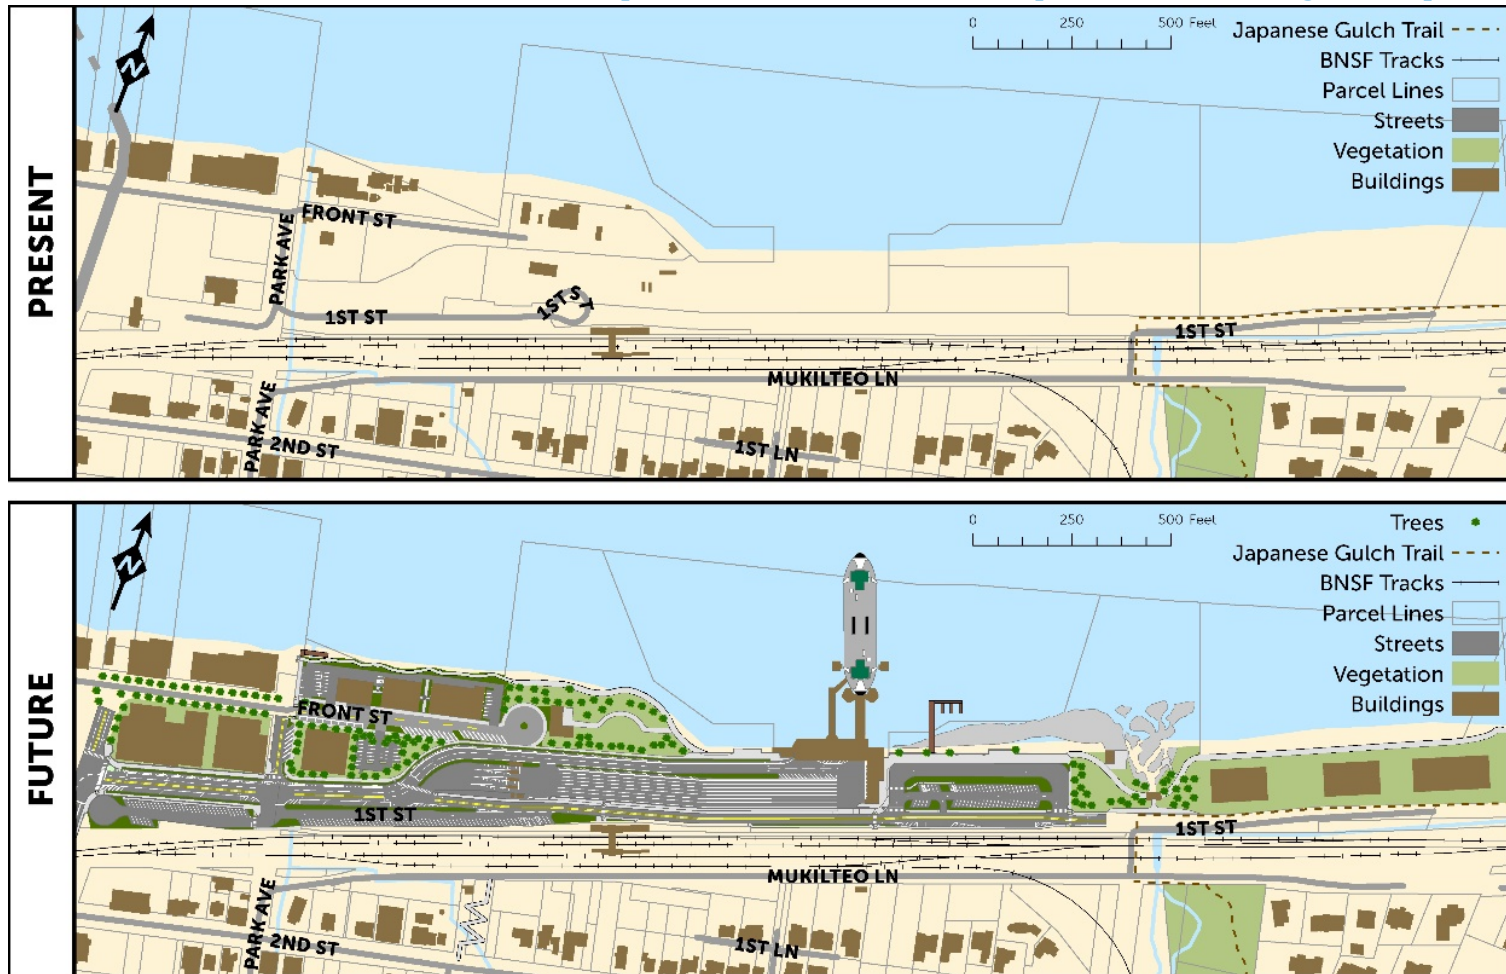 PRESENT
N
0 250 500 Feet
Japanese Gulch Trail
BNSF Tracks
Parcel Lines
Streets
Vegetation
Buildings
FRONT ST
PARK AVE
1ST ST
1ST ST
1ST ST
MUKILTEO LN
PARK AVE
2ND ST
1ST LN
FUTURE
N
0 250 500 Feet
Trees
Japanese Gulch Trail
BNSF Tracks
Parcel Lines
Streets
Vegetation
Buildings
FRONT ST
1ST ST
1ST ST
MUKILTEO LN
PARK AVE
2ND ST
1ST LN